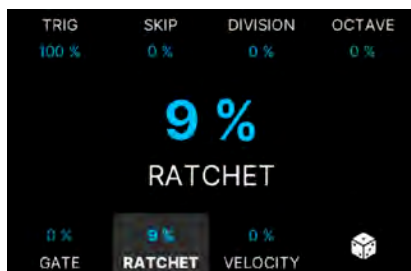 TRIG SKIP DIVISION OCTAVE
100 % 0 % 0 % 0 %
9 %
RATCHET
0 % 9 % 0 %
GATE RATCHET VELOCITY